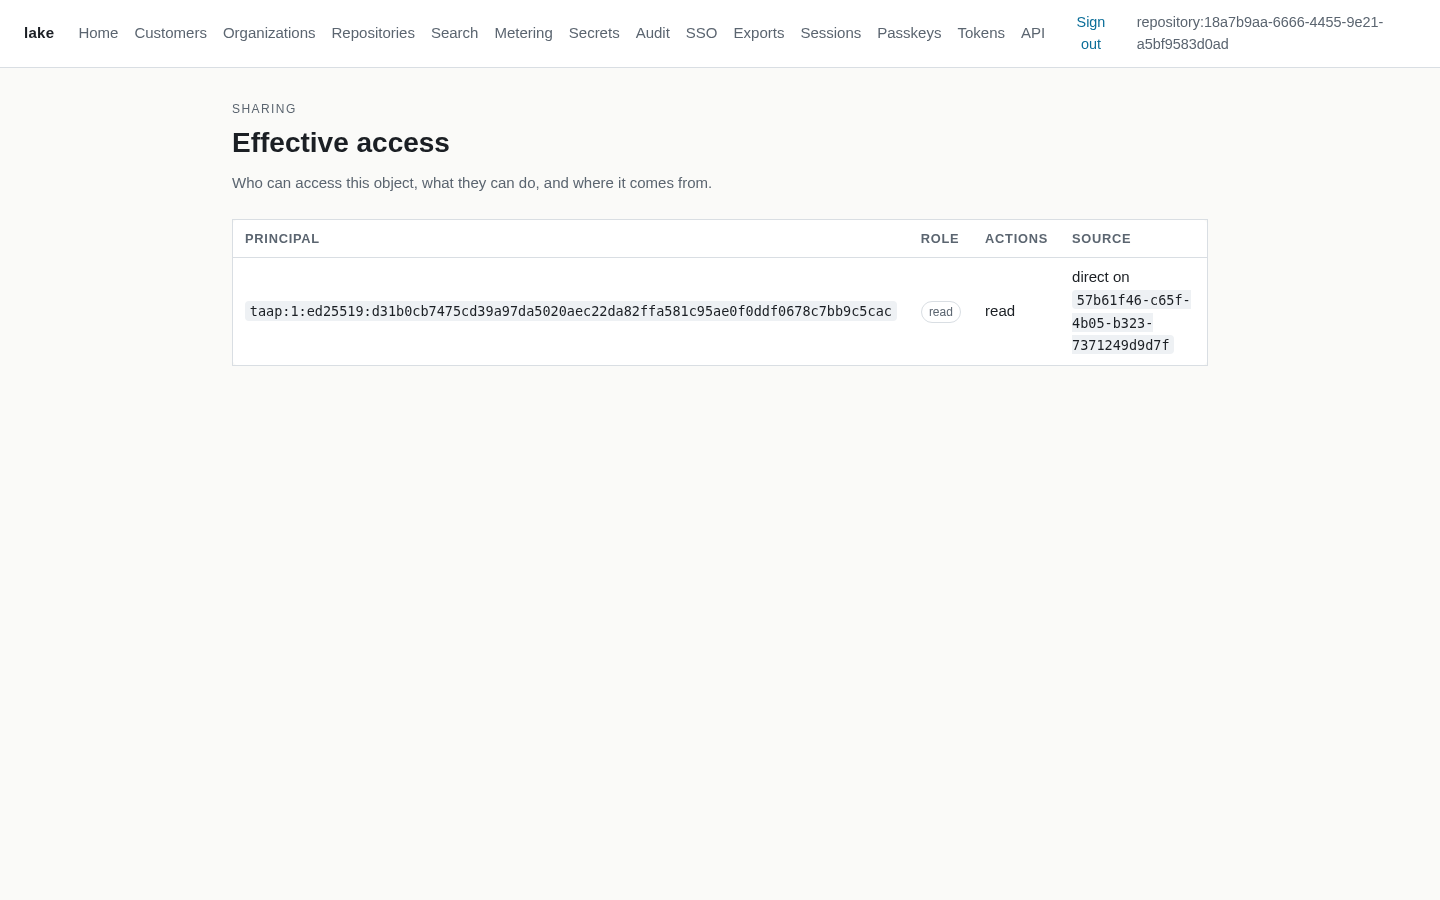 lake Home Customers Organizations Repositories Search Metering Secrets Audit SSO Exports Sessions Passkeys Tokens API Sign out repository:18a7b9aa-6666-4455-9e21-a5bf9583d0ad
SHARING
Effective access
Who can access this object, what they can do, and where it comes from.
PRINCIPAL ROLE ACTIONS SOURCE
taap:1:ed25519:d31b0cb7475cd39a97da5020aec22da82ffa581c95ae0f0ddf0678c7bb9c5cac read read direct on
57b61f46-c65f-
4b05-b323-
7371249d9d7f